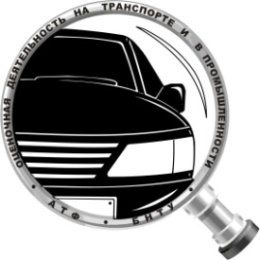 ОЦЕНОЧНАЯ ДЕЯТЕЛЬНОСТЬ НА ТРАНСПОРТЕ И В ПРОМЫШЛЕННОСТИ
• АТФ • БНТУ •